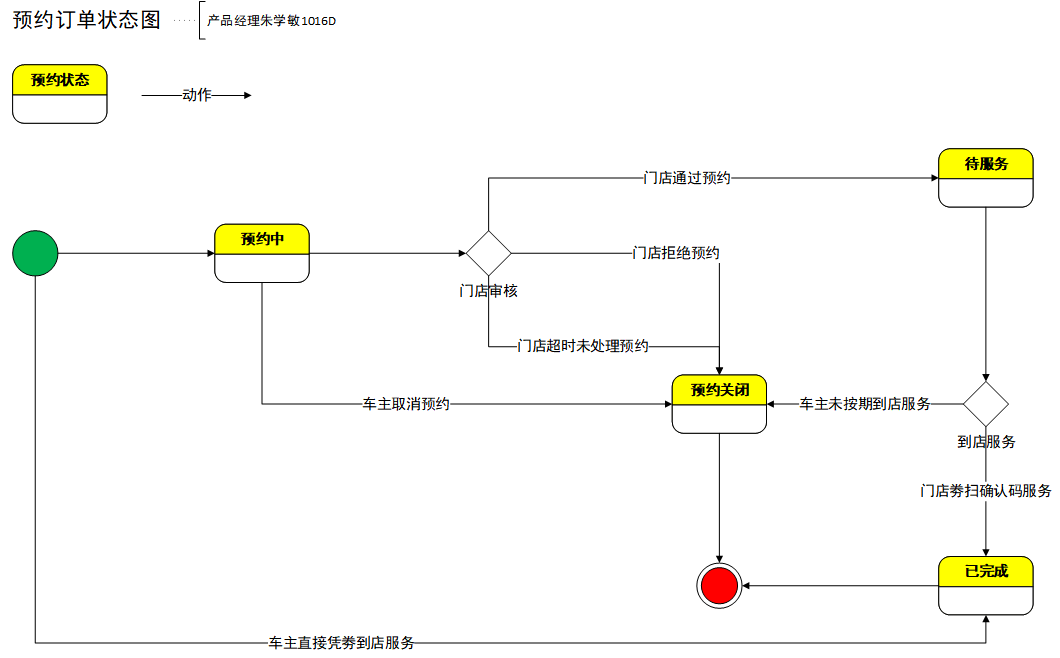 预约订单状态图
产品经理朱学敏1016D
预约状态
动作
待服务
门店通过预约
预约中
门店拒绝预约
门店审核
门店超时未处理预约
预约关闭
车主取消预约
车主未按期到店服务
到店服务
门店劵扫确认码服务
已完成
车主直接凭劵到店服务